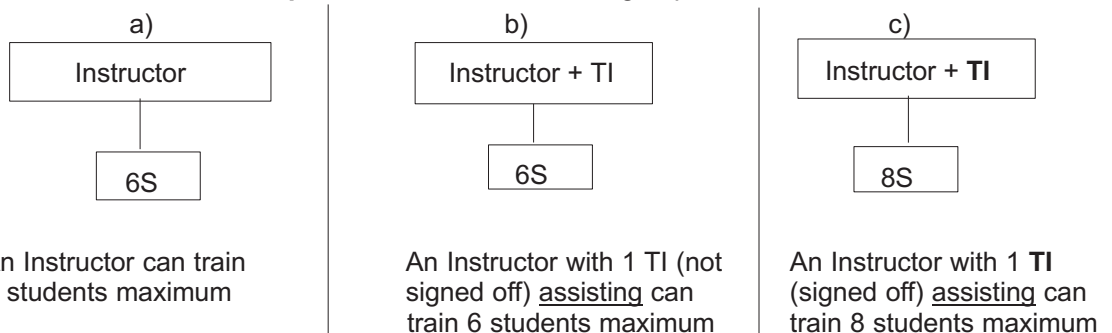 a)
Instructor
6S
n Instructor can train
students maximum
b)
Instructor + TI
6S
An Instructor with 1 TI (not
signed off) assisting can
train 6 students maximum
c)
Instructor + TI
8S
An Instructor with 1 TI
(signed off) assisting can
train 8 students maximum